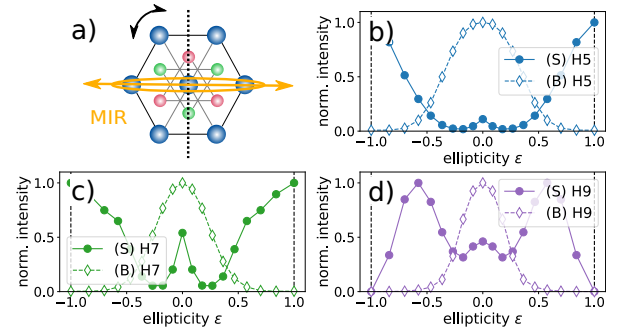 a)
MIR
b)
norm. intensity
1.0
0.5
0.0
(S) H5
(B) H5
-1.0 -0.5 0.0 0.5 1.0
ellipticity ε
c)
norm. intensity
1.0
0.5
0.0
(S) H7
(B) H7
-1.0 -0.5 0.0 0.5 1.0
ellipticity ε
d)
norm. intensity
1.0
0.5
0.0
(S) H9
(B) H9
-1.0 -0.5 0.0 0.5 1.0
ellipticity ε